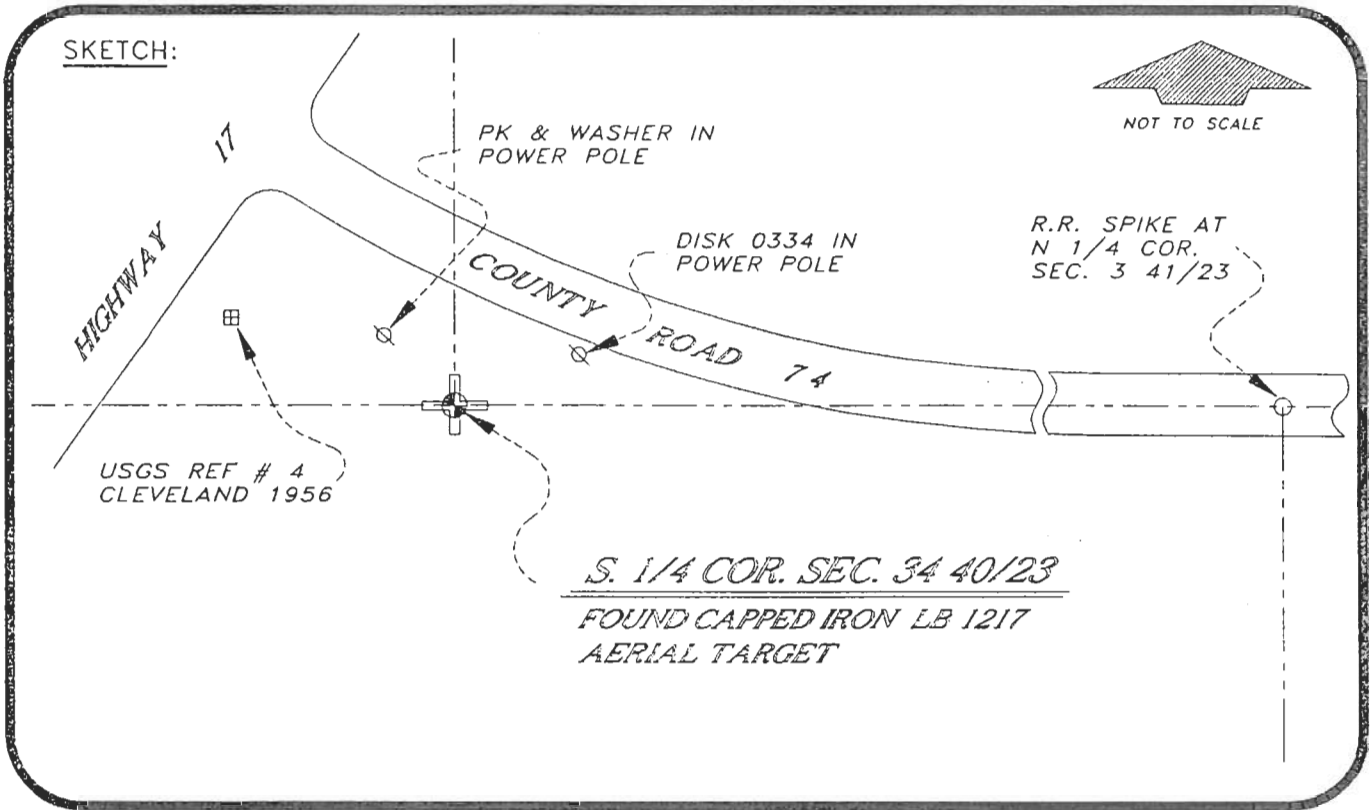 SKETCH:
NOT TO SCALE
HIGHWAY 17
PK & WASHER IN
POWER POLE
DISK 0334 IN
POWER POLE
R.R. SPIKE AT
N 1/4 COR.
SEC. 3 41/23
COUNTY ROAD 74
USGS REF # 4
CLEVELAND 1956
S. 1/4 COR. SEC. 34 40/23
FOUND CAPPED IRON LB 1217
AERIAL TARGET